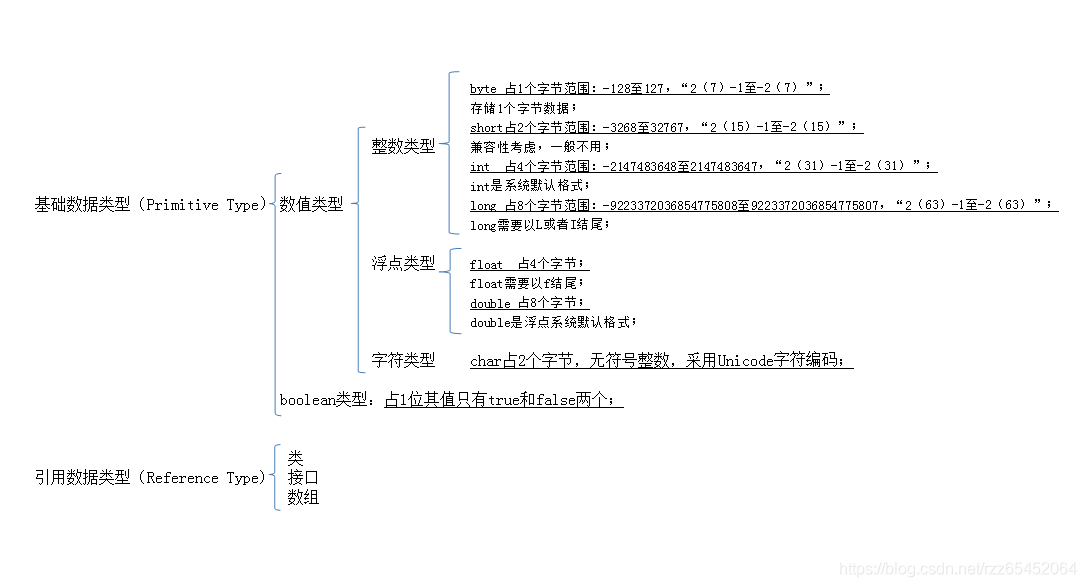 byte 占1个字节范围：-128至127，“2（7）-1至-2（7）”；
存储1个字节数据；
short占2个字节范围：-3268至32767，“2（15）-1至-2（15）”；
整数类型
兼容性考虑，一般不用；
int 占4个字节范围：-2147483648至2147483647，“2（31）-1至-2（31）”；
int是系统默认格式；
基础数据类型（Primitive Type）
数值类型
long 占8个字节范围：-9223372036854775808至9223372036854775807，“2（63）-1至-2（63）”；
long需要以L或者I结尾；
浮点类型
float 占4个字节；
float需要以f结尾；
double 占8个字节；
double是浮点系统默认格式；
字符类型
char占2个字节，无符号整数，采用Unicode字符编码；
boolean类型：占1位其值只有true和false两个；
引用数据类型（Reference Type）
类
接口
数组
https://blog.csdn.net/rzz65452064